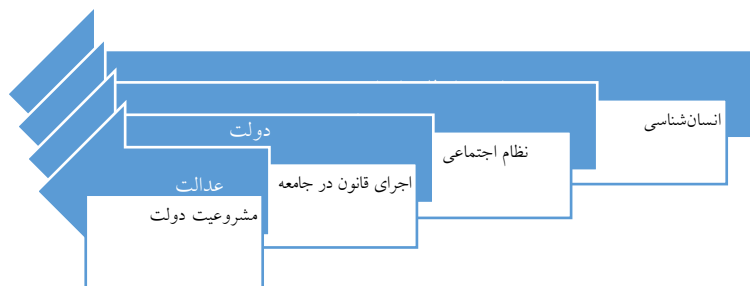 انسان‌شناسی
نظام اجتماعی
دولت
اجرای قانون در جامعه
عدالت
مشروعیت دولت